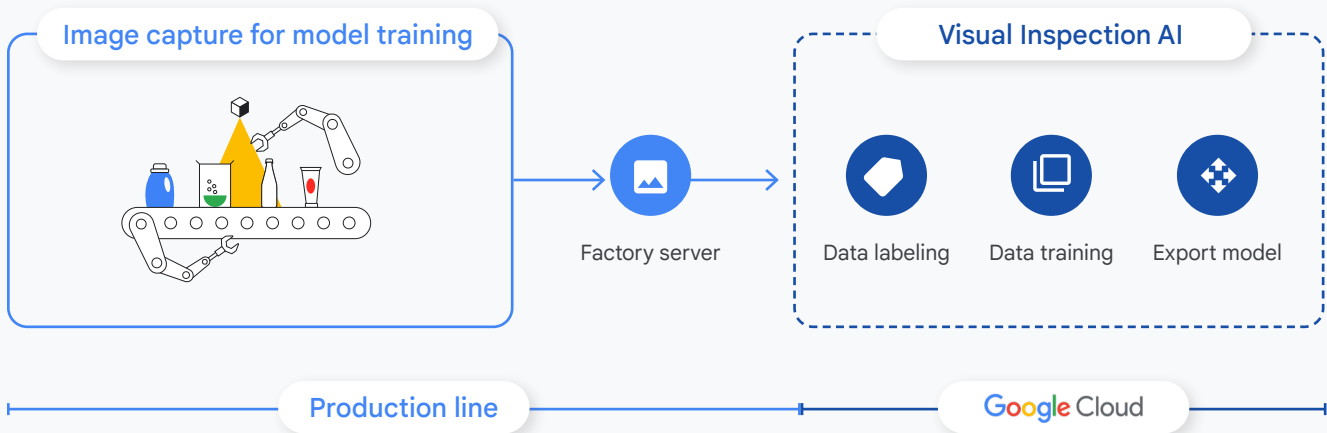 Image capture for model training
Visual Inspection AI
Factory server
Data labeling
Data training
Export model
Production line
Google Cloud